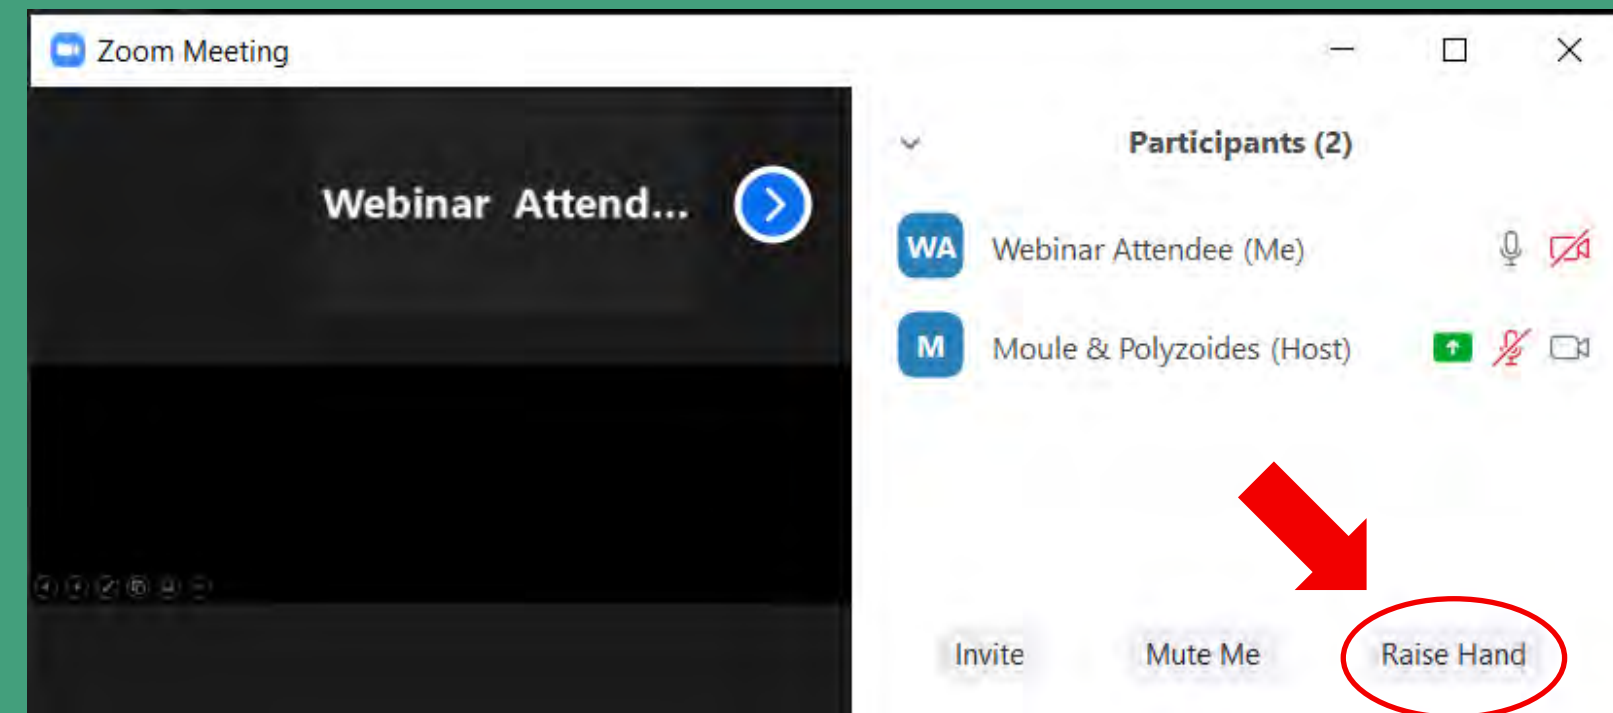 Zoom Meeting
Webinar Attend...
Participants (2)
WA Webinar Attendee (Me)
M Moule & Polyzoides (Host)
Invite Mute Me Raise Hand